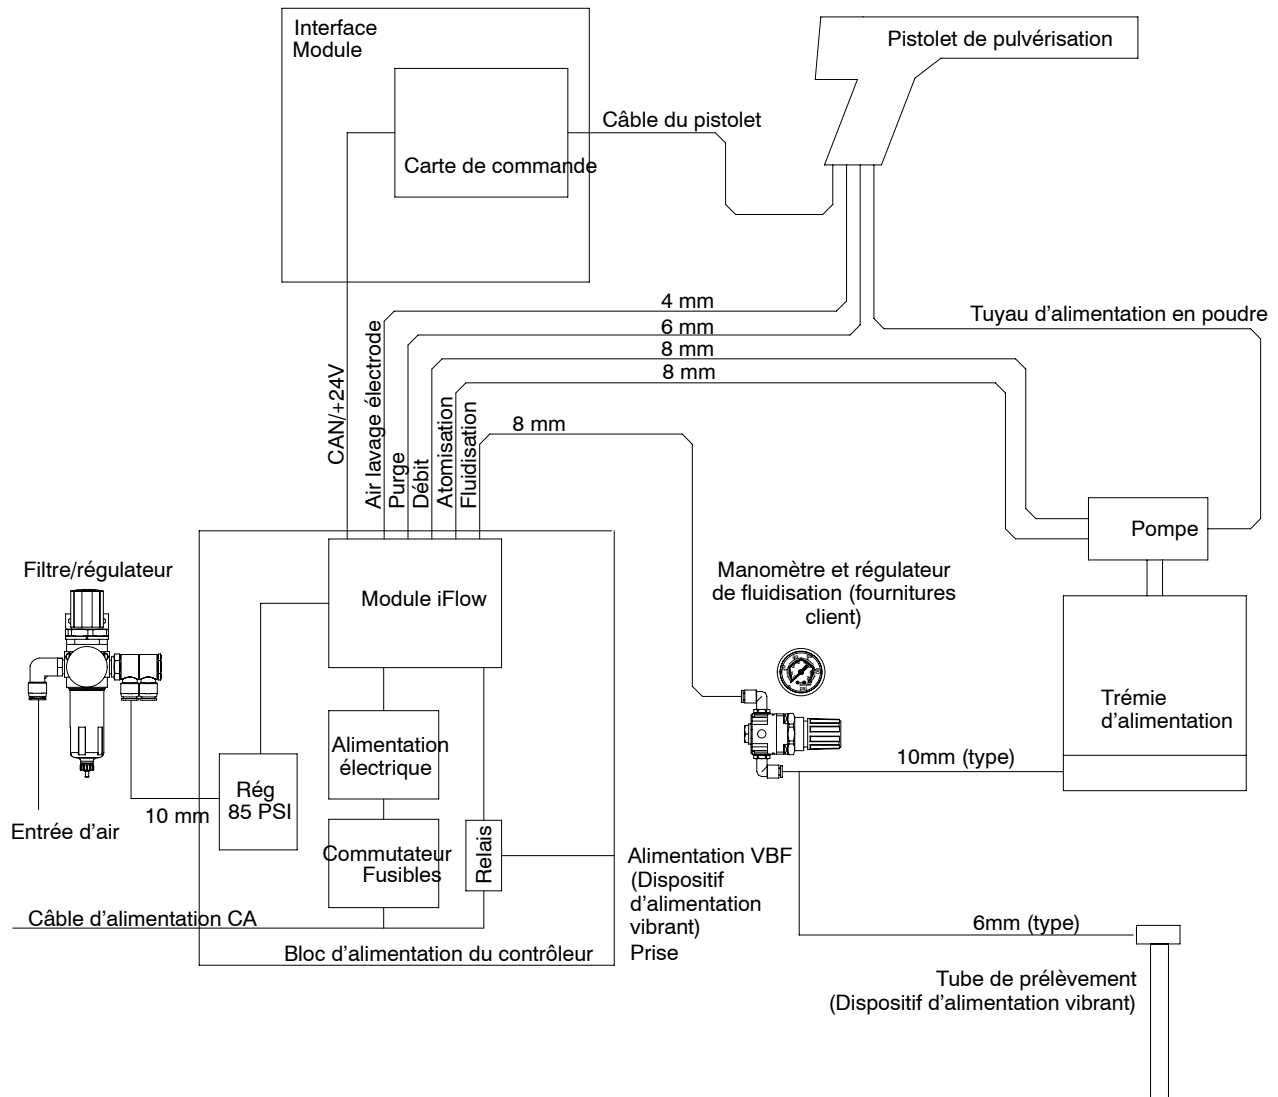 Interface
Module
Carte de commande
Câble du pistolet
Pistolet de pulvérisation
4 mm
6 mm
8 mm
8 mm
8 mm
Tuyau d'alimentation en poudre
CAN/+24V
Air lavage électrode
Purge
Débit
Atomisation
Fluidisation
Pompe
Filtre/régulateur
Module iFlow
Manomètre et régulateur
de fluidisation (fournitures
client)
Trémie
d'alimentation
Alimentation
électrique
10mm (type)
Rég
85 PSI
10 mm
Entrée d'air
Commutateur
Fusibles
Relais
Alimentation VBF
(Dispositif
d'alimentation
vibrant)
Prise
Câble d'alimentation CA
Bloc d'alimentation du contrôleur
6mm (type)
Tube de prélèvement
(Dispositif d'alimentation vibrant)